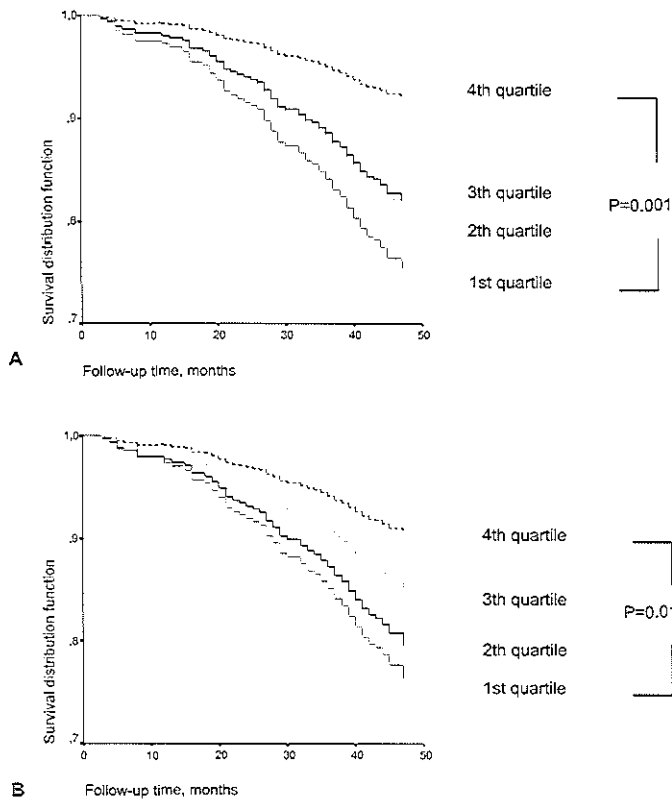 1,0
,9
,8
,7
Survival distribution function
0 10 20 30 40 50
Follow-up time, months
4th quartile
3th quartile
2th quartile
1st quartile
P=0.001
A
1,0
,9
,8
,7
Survival distribution function
0 10 20 30 40 50
Follow-up time, months
4th quartile
3th quartile
2th quartile
1st quartile
P=0.01
B